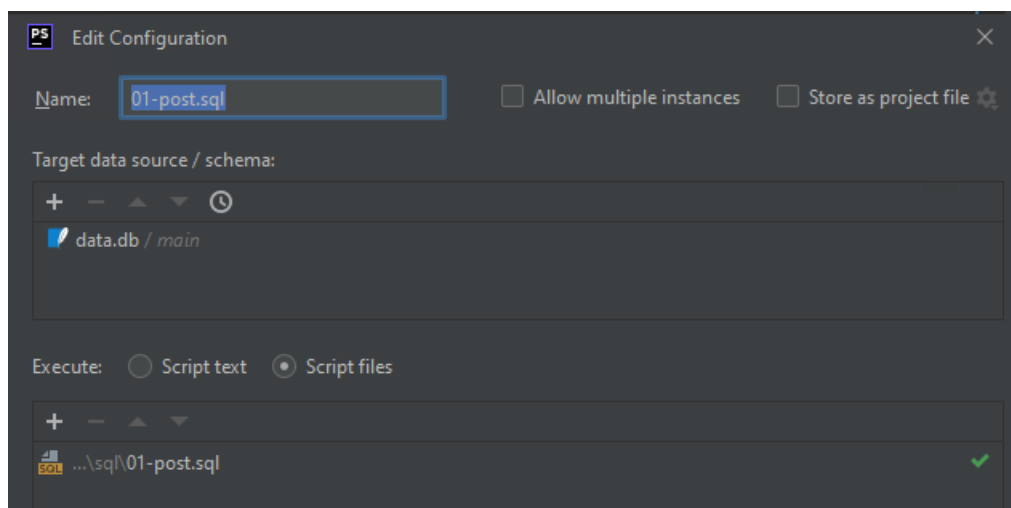 PS Edit Configuration
Name: 01-post.sql Allow multiple instances Store as project file
Target data source / schema:
data.db / main
Execute: Script text Script files
SQL ...\sql\01-post.sql